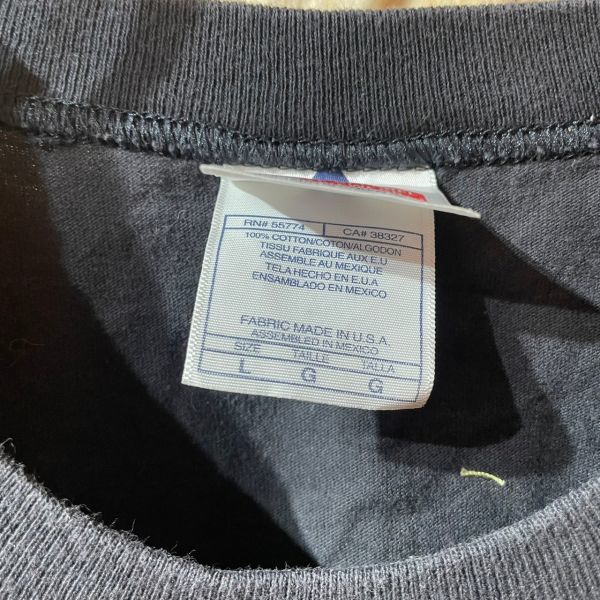 RN# 55774 CA# 38327
100% COTTON/COTON/ALGODON
TISSU FABRIQUE AUX E.U
ASSEMBLE AU MEXIQUE
TELA HECHO EN E.U.A
ENSAMBLADO EN MEXICO
FABRIC MADE IN U.S.A.
ASSEMBLED IN MEXICO
SIZE TAILLE TALLA
L G G